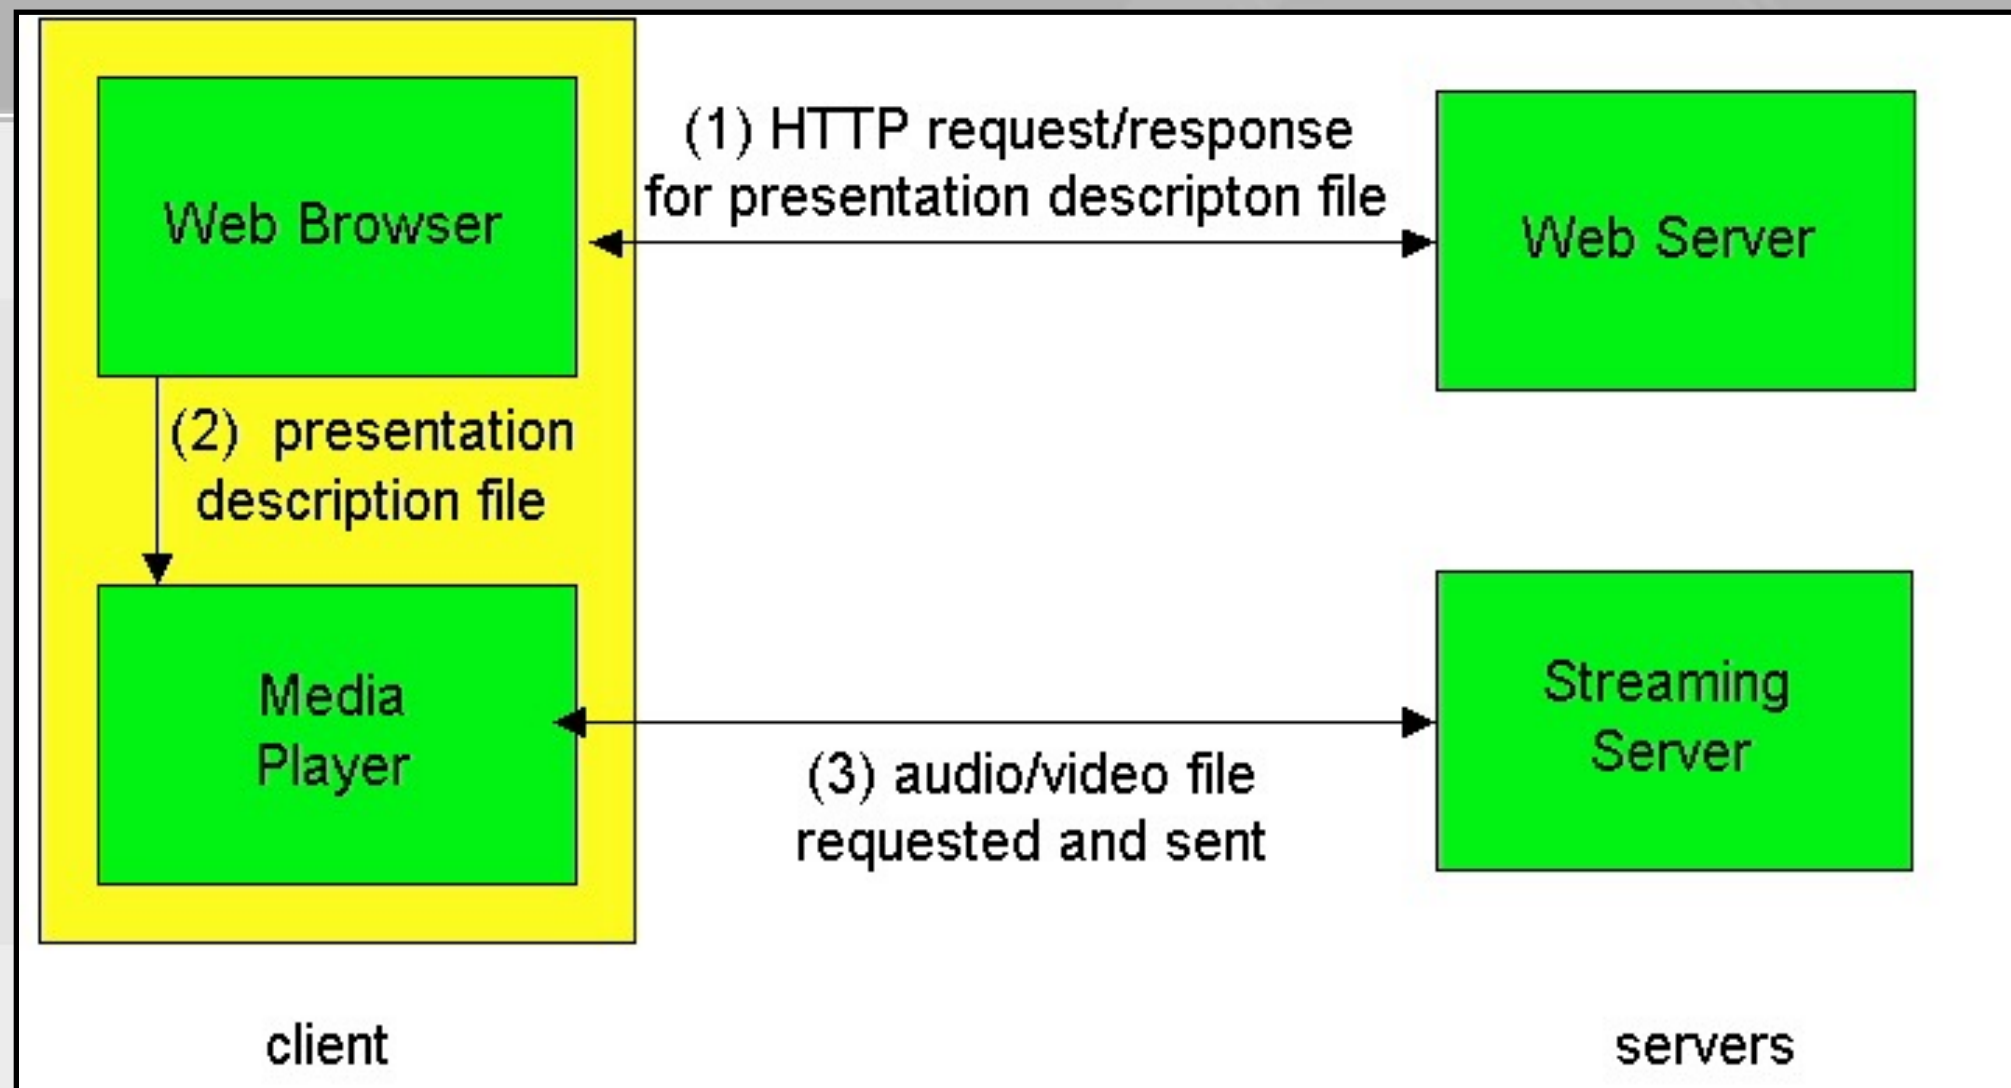 (1) HTTP request/response
for presentation descripton file
Web Browser
Web Server
(2) presentation
description file
Media
Player
Streaming
Server
(3) audio/video file
requested and sent
client
servers